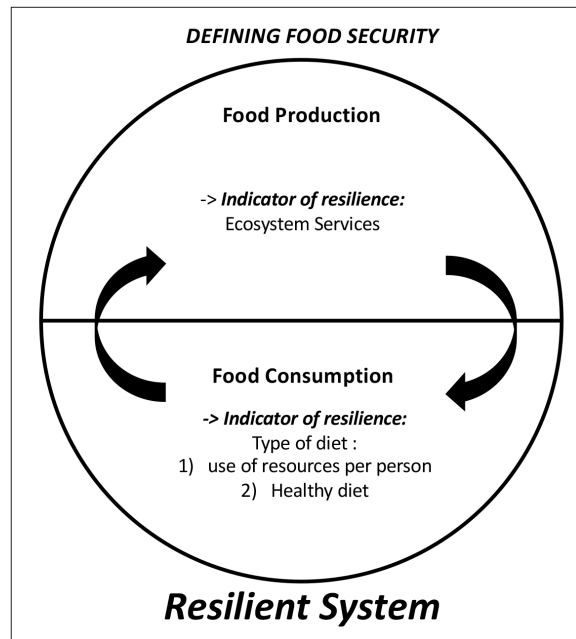 DEFINING FOOD SECURITY
Food Production
-> Indicator of resilience:
Ecosystem Services
Food Consumption
-> Indicator of resilience:
Type of diet :
1) use of resources per person
2) Healthy diet
Resilient System